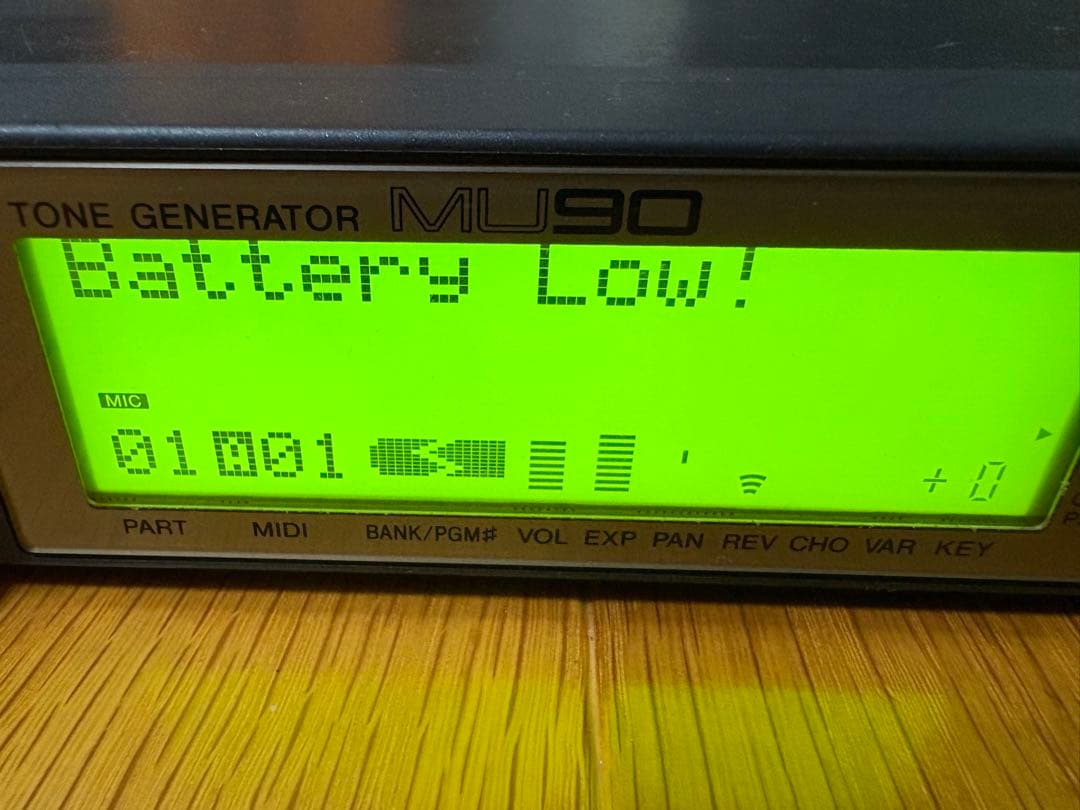 TONE GENERATOR MU90
Battery Low!
MIC
01 A01 +0
PART MIDI BANK/PGM# VOL EXP PAN REV CHO VAR KEY